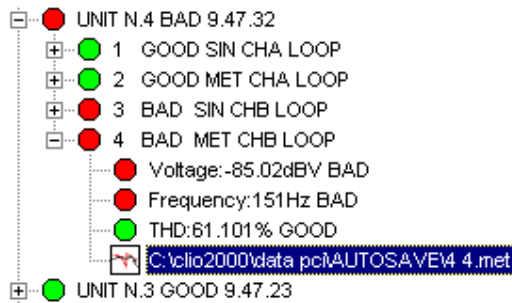 UNIT N.4 BAD 9.47.32
1 GOOD SIN CHA LOOP
2 GOOD MET CHA LOOP
3 BAD SIN CHB LOOP
4 BAD MET CHB LOOP
Voltage:-85.02dBV BAD
Frequency:151Hz BAD
THD:61.101% GOOD
C:\clio2000\data pci\AUTOSAVE\4 4.met
UNIT N.3 GOOD 9.47.23